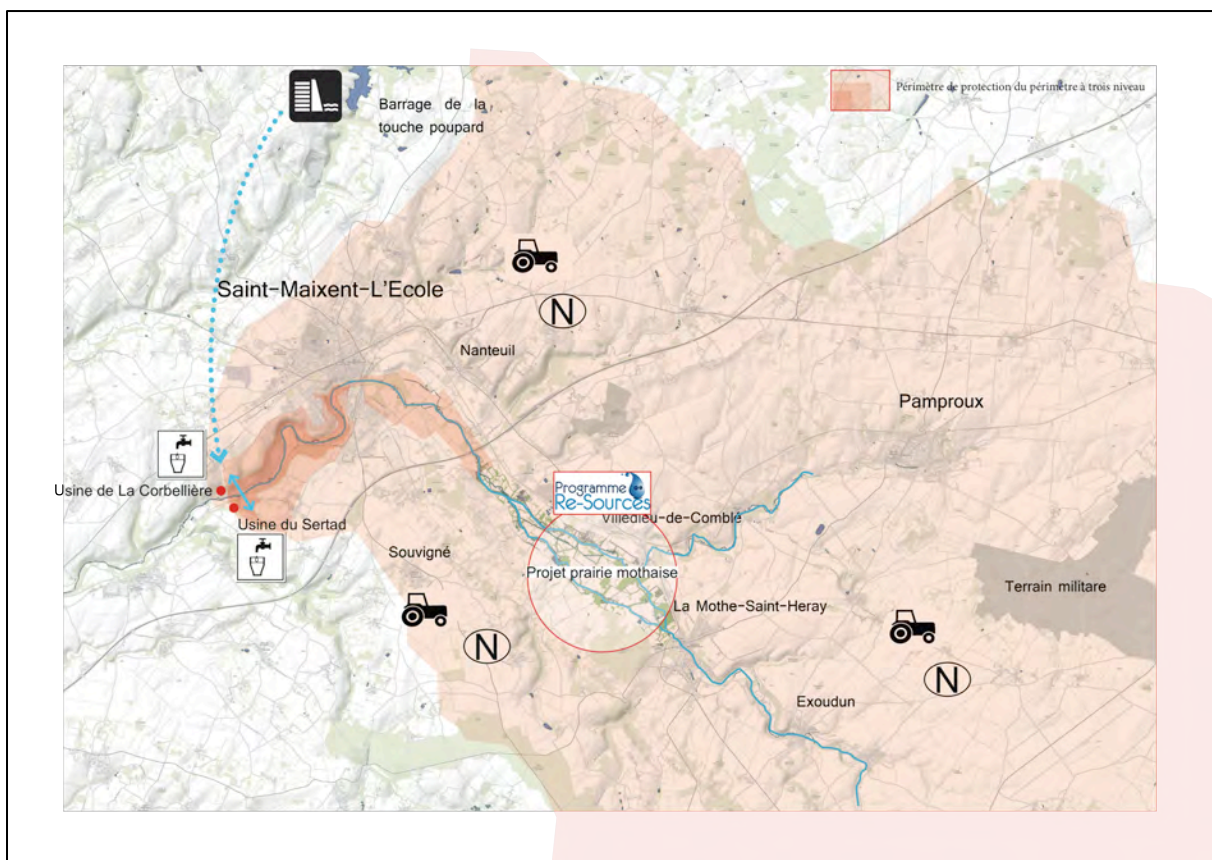 Barrage de la
touche poupard
Périmètre de protection du périmètre à trois niveau
Saint-Maixent-L'Ecole
N
Nanteuil
Pamproux
Usine de La Corbellière
Programme
Re-Sources
Villedieu-de-Comblé
Usine du Sertad
Souvigné
Projet prairie mothaise
Terrain militare
La Mothe-Saint-Heray
N
N
Exoudun